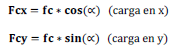 Fcx = fc * cos(∝)  (carga en x)
Fcy = fc * sin(∝)  (carga en y)